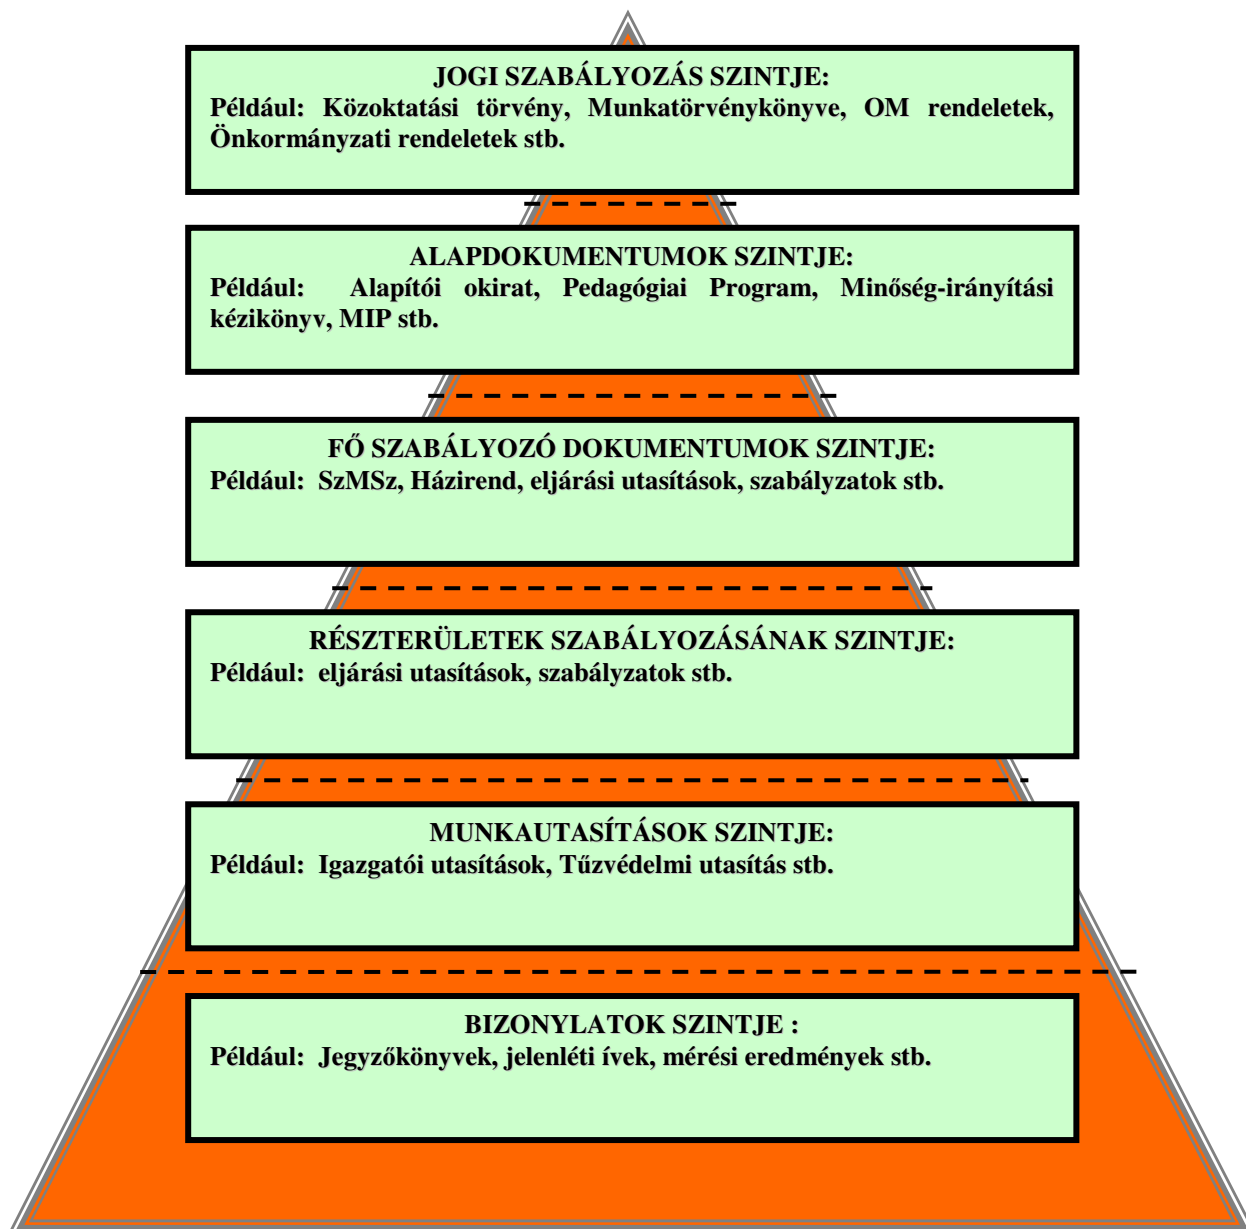 JOGI SZABÁLYOZÁS SZINTJE:
Például: Közoktatási törvény, Munkatörvénykönyve, OM rendeletek,
Önkormányzati rendeletek stb.
ALAPDOKUMENTUMOK SZINTJE:
Például: Alapítói okirat, Pedagógiai Program, Minőség-irányítási
kézikönyv, MIP stb.
FŐ SZABÁLYOZÓ DOKUMENTUMOK SZINTJE:
Például: SzMSz, Házirend, eljárási utasítások, szabályzatok stb.
RÉSZTERÜLETEK SZABÁLYOZÁSÁNAK SZINTJE:
Például: eljárási utasítások, szabályzatok stb.
MUNKAUTASÍTÁSOK SZINTJE:
Például: Igazgatói utasítások, Tűzvédelmi utasítás stb.
BIZONYLATOK SZINTJE :
Például: Jegyzőkönyvek, jelenléti ívek, mérési eredmények stb.